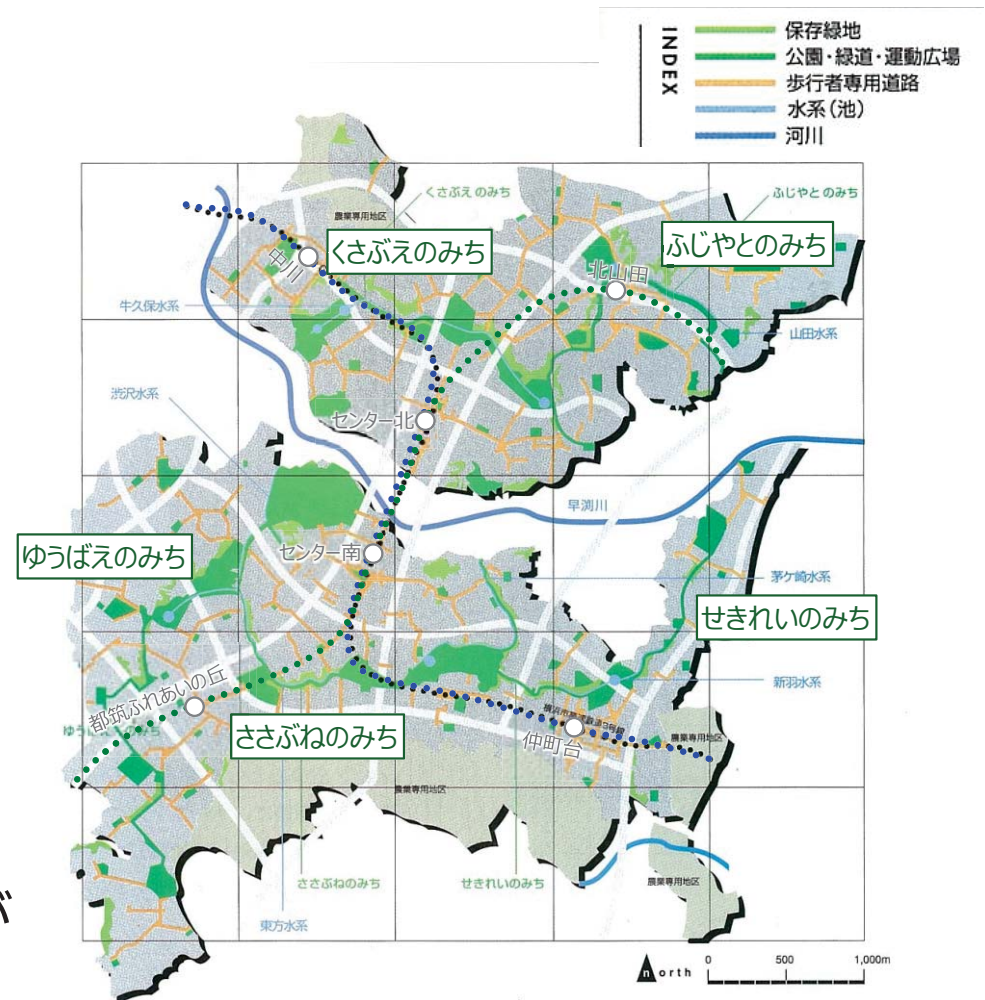 INDEX
保存緑地
公園・緑道・運動広場
歩行者専用道路
水系(池)
河川
くさぶえ のみち
ふじやと のみち
農業専用地区
くさぶえのみち
ふじやとのみち
中川
北山田
牛久保水系
山田水系
渋沢水系
センター北
早渕川
センター南
ゆうばえのみち
茅ケ崎水系
せきれいのみち
新羽水系
都筑ふれあいの丘
ささぶねのみち
仲町台
農業専用地区
農業専用地区
ささぶねのみち
せきれいのみち
農業専用地区
東方水系
が
north
0 500 1,000m